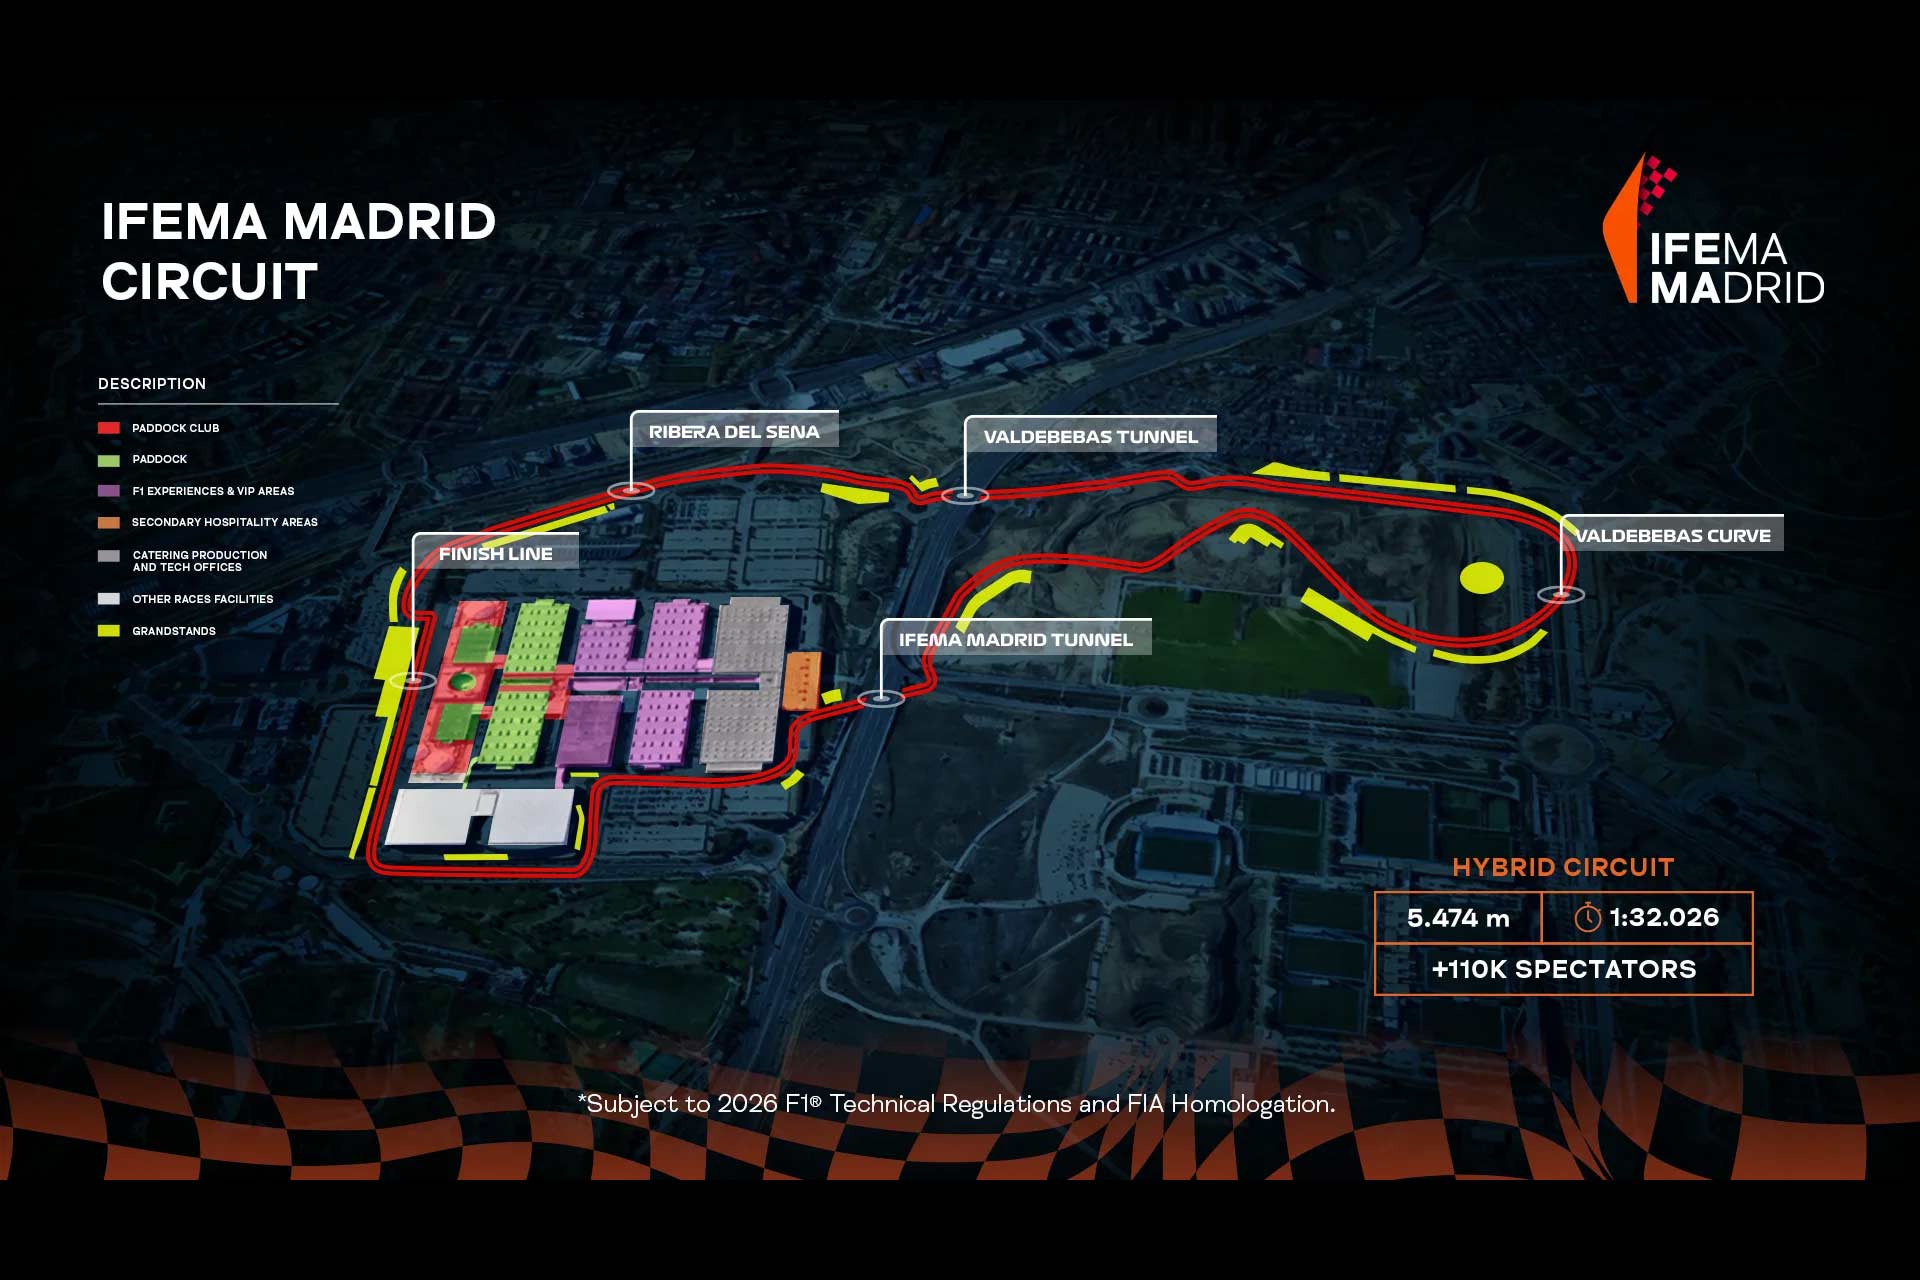 IFEMA MADRID
CIRCUIT
IFEMA
MADRID
DESCRIPTION
PADDOCK CLUB
PADDOCK
F1 EXPERIENCES & VIP AREAS
SECONDARY HOSPITALITY AREAS
CATERING PRODUCTION
AND TECH OFFICES
OTHER RACES FACILITIES
GRANDSTANDS
RIBERA DEL SENA
VALDEBEBAS TUNNEL
VALDEBEBAS CURVE
FINISH LINE
IFEMA MADRID TUNNEL
HYBRID CIRCUIT
5.474 m
1:32.026
+110K SPECTATORS
*Subject to 2026 F1® Technical Regulations and FIA Homologation.